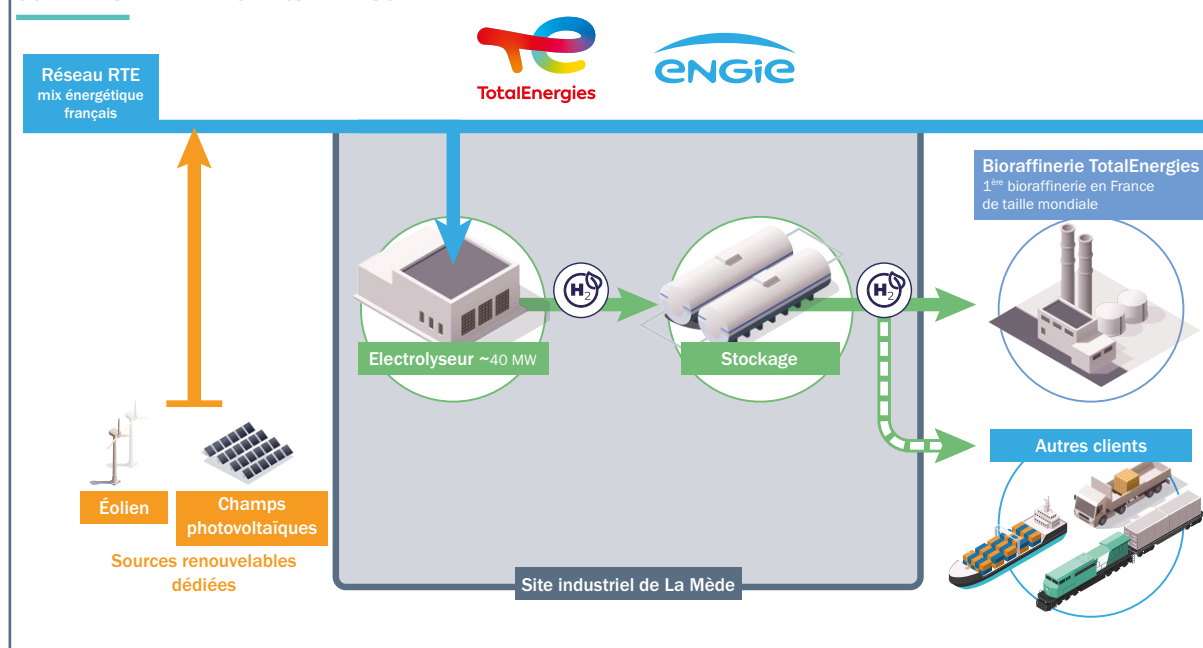 TotalEnergies
ENGIE
Réseau RTE
mix énergétique
français
Bioraffinerie TotalEnergies
1ère bioraffinerie en France
de taille mondiale
H2
H2
Electrolyseur ~40 MW
Stockage
Autres clients
Éolien
Champs
photovoltaïques
Sources renouvelables
dédiées
Site industriel de La Mède